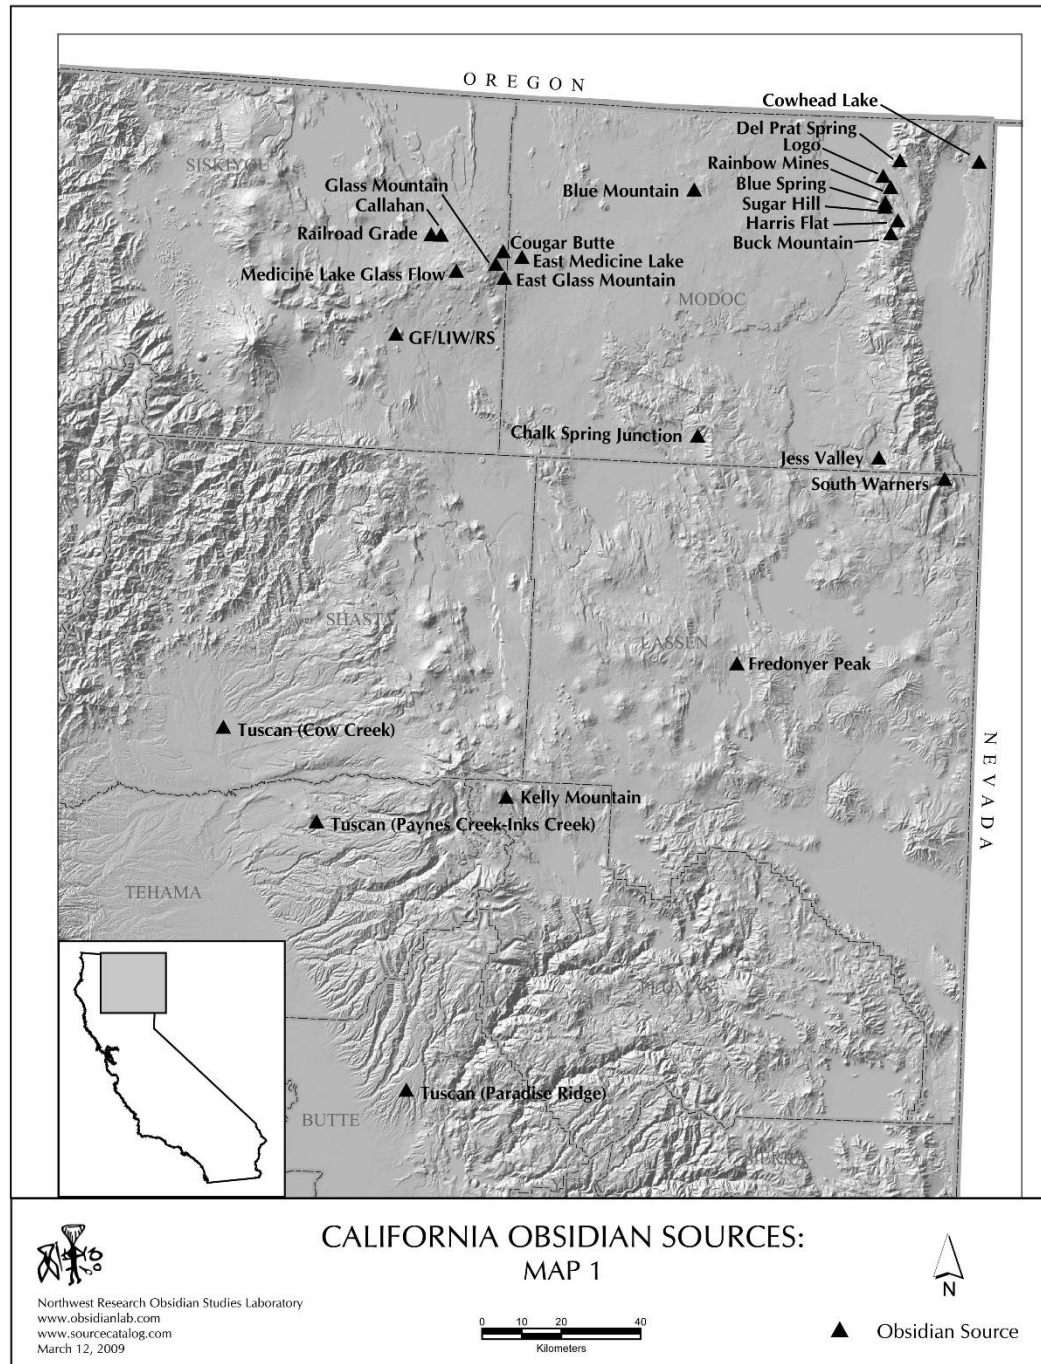 OREGON
Cowhead Lake
Del Prat Spring
Logo
Rainbow Mines
Blue Spring
Sugar Hill
Harris Flat
Buck Mountain
SISKIYOU
Glass Mountain
Callahan
Railroad Grade
Medicine Lake Glass Flow
Blue Mountain
Cougar Butte
East Medicine Lake
East Glass Mountain
MODOC
GF/LIW/RS
Chalk Spring Junction
Jess Valley
South Warners
SHASTA
LASSEN
Fredonyer Peak
Tuscan (Cow Creek)
NEVADA
Kelly Mountain
Tuscan (Paynes Creek-Inks Creek)
TEHAMA
PLUMAS
Tuscan (Paradise Ridge)
BUTTE
SIERRA
CALIFORNIA OBSIDIAN SOURCES:
MAP 1
N
Northwest Research Obsidian Studies Laboratory
www.obsidianlab.com
www.sourcecatalog.com
March 12, 2009
0 10 20 40
Kilometers
Obsidian Source